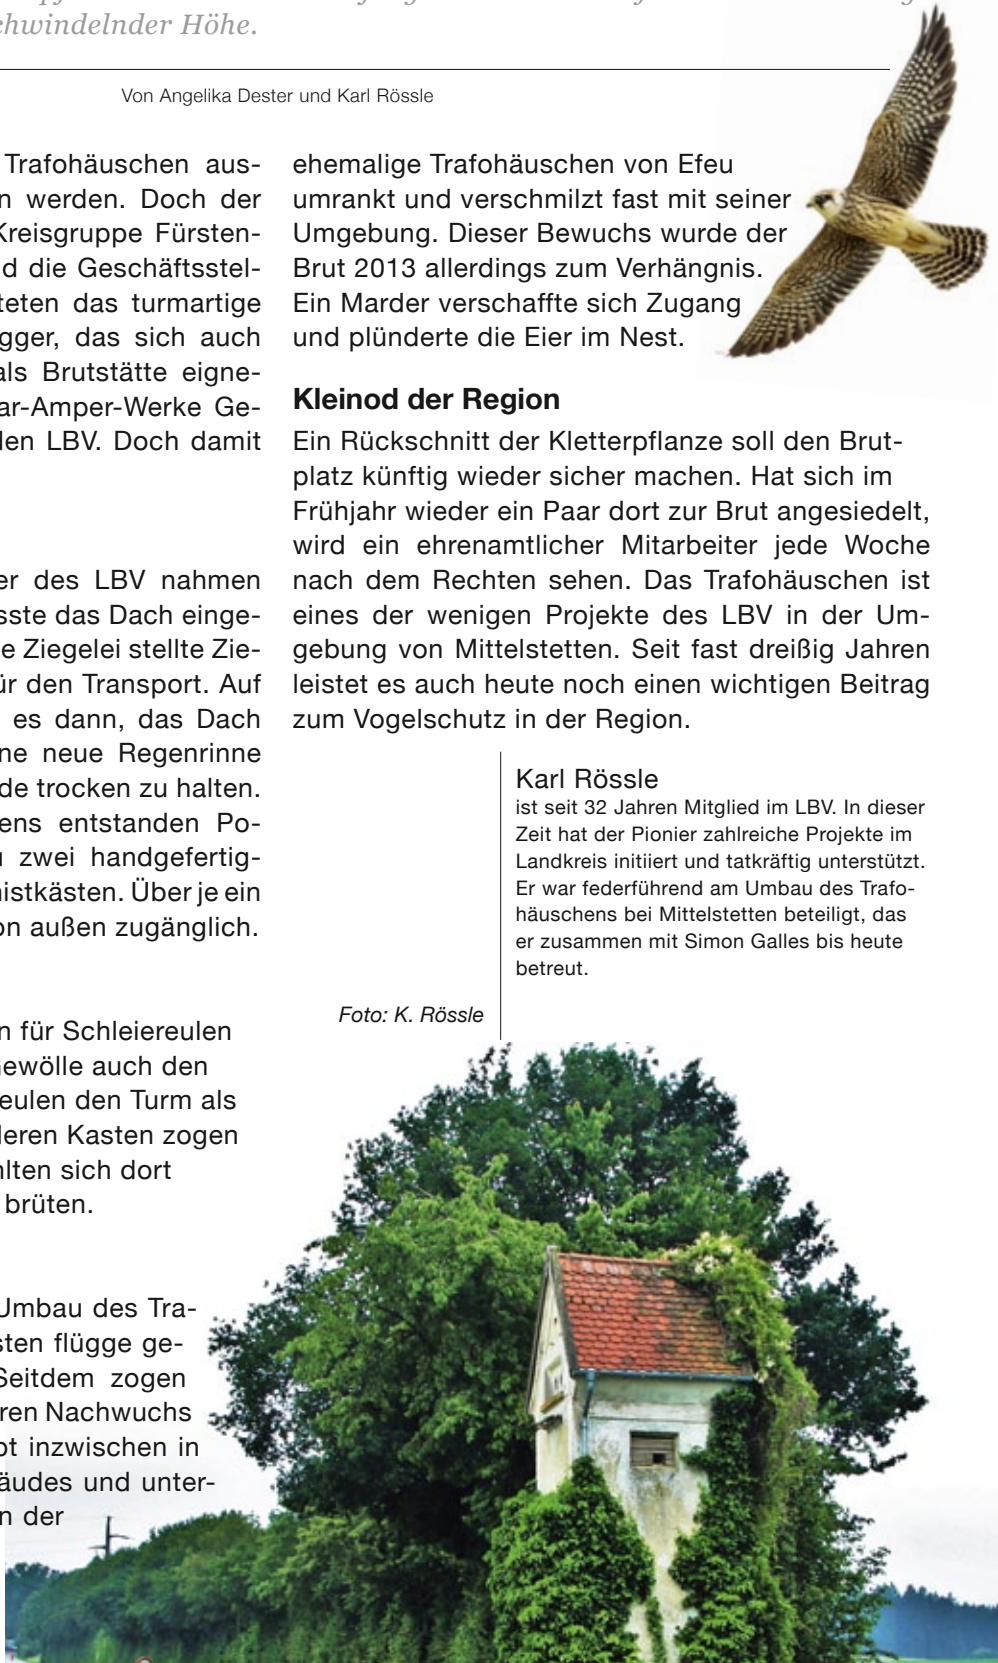 chwindelnder Höhe.
Von Angelika Dester und Karl Rössle
Trafohäuschen aus-
n werden. Doch der
Kreisgruppe Fürsten-
d die Geschäftsstel-
teten das turmartige
gger, das sich auch
als Brutstätte eigne-
ar-Amper-Werke Ge-
den LBV. Doch damit
er des LBV nahmen
sste das Dach einge-
e Ziegelei stellte Zie-
ür den Transport. Auf
es dann, das Dach
ne neue Regenrinne
de trocken zu halten.
ens entstanden Po-
u zwei handgefertig-
nistkästen. Über je ein
on außen zugänglich.
n für Schleiereulen
Gewölle auch den
eulen den Turm als
deren Kasten zogen
hlten sich dort
brüten.
Umbau des Tra-
sten flügge ge-
Seitdem zogen
ren Nachwuchs
bt inzwischen in
äudes und unter-
n der
ehemalige Trafohäuschen von Efeu
umrankt und verschmilzt fast mit seiner
Umgebung. Dieser Bewuchs wurde der
Brut 2013 allerdings zum Verhängnis.
Ein Marder verschaffte sich Zugang
und plünderte die Eier im Nest.
Kleinod der Region
Ein Rückschnitt der Kletterpflanze soll den Brut-
platz künftig wieder sicher machen. Hat sich im
Frühjahr wieder ein Paar dort zur Brut angesiedelt,
wird ein ehrenamtlicher Mitarbeiter jede Woche
nach dem Rechten sehen. Das Trafohäuschen ist
eines der wenigen Projekte des LBV in der Um-
gebung von Mittelstetten. Seit fast dreißig Jahren
leistet es auch heute noch einen wichtigen Beitrag
zum Vogelschutz in der Region.
Karl Rössle
ist seit 32 Jahren Mitglied im LBV. In dieser
Zeit hat der Pionier zahlreiche Projekte im
Landkreis initiiert und tatkräftig unterstützt.
Er war federführend am Umbau des Trafo-
häuschens bei Mittelstetten beteiligt, das
er zusammen mit Simon Galles bis heute
betreut.
Foto: K. Rössle